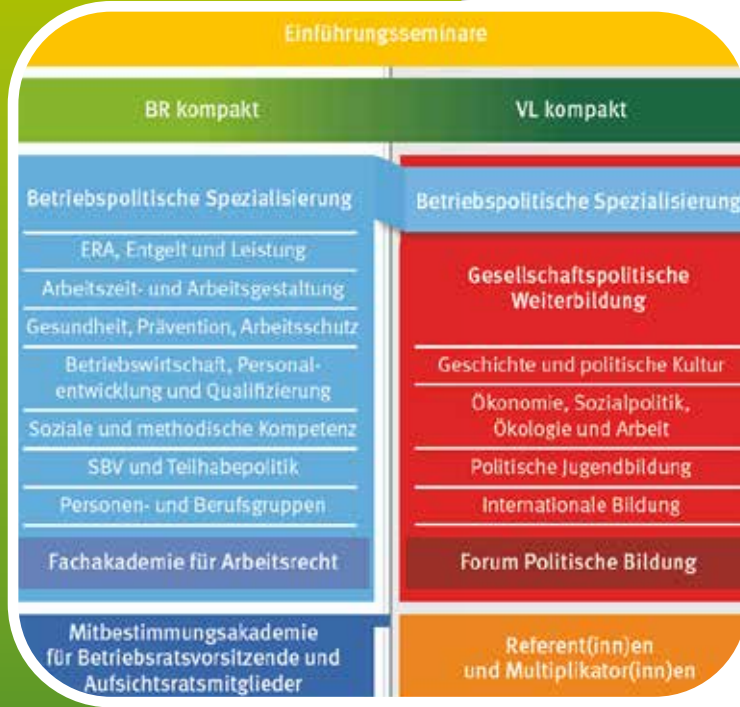 Einführungsseminare
BR kompakt
VL kompakt
Betriebspolitische Spezialisierung
ERA, Entgelt und Leistung
Arbeitszeit- und Arbeitsgestaltung
Gesundheit, Prävention, Arbeitsschutz
Betriebswirtschaft, Personal-
entwicklung und Qualifizierung
Soziale und methodische Kompetenz
SBV und Teilhabepolitik
Personen- und Berufsgruppen
Fachakademie für Arbeitsrecht
Mitbestimmungsakademie
für Betriebsratsvorsitzende und
Aufsichtsratsmitglieder
Betriebspolitische Spezialisierung
Gesellschaftspolitische
Weiterbildung
Geschichte und politische Kultur
Ökonomie, Sozialpolitik,
Ökologie und Arbeit
Politische Jugendbildung
Internationale Bildung
Forum Politische Bildung
Referent(inn)en
und Multiplikator(inn)en